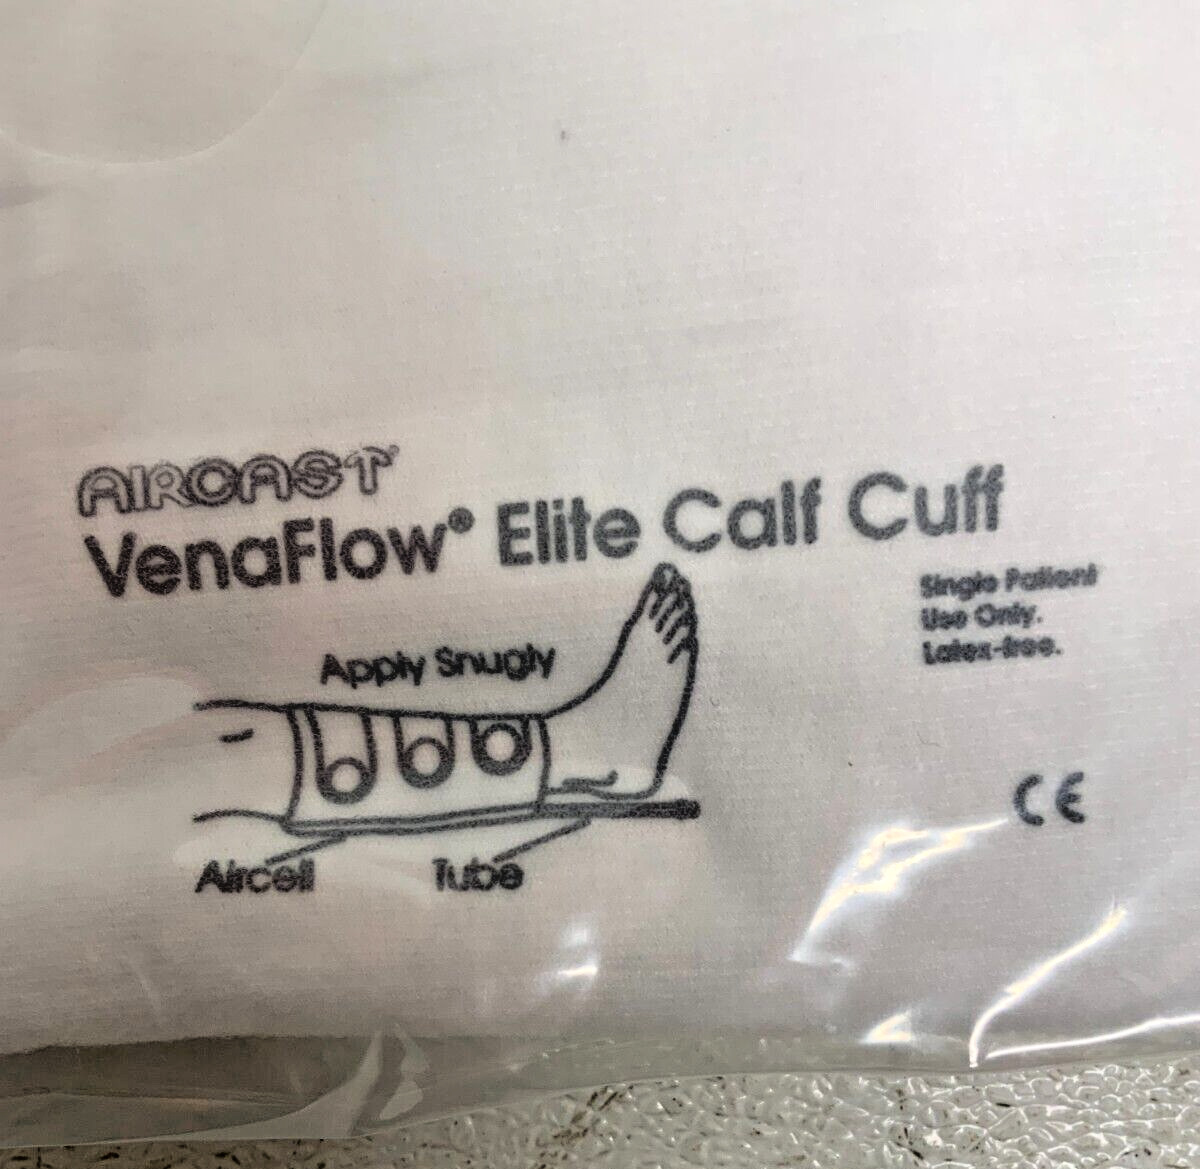 AIRCAST®
VenaFlow® Elite Calf Cuff
Single Patient
Use Only.
Latex-free.
Apply Snugly
Aircell
Tube
CE